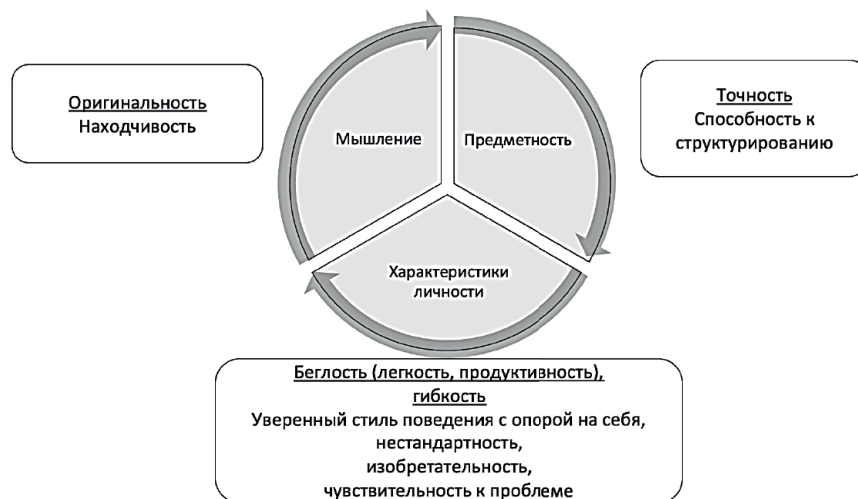 Оригинальность
Находчивость
Мышление
Предметность
Точность
Способность к
структурированию
Характеристики
личности
Беглость (легкость, продуктивность),
гибкость
Уверенный стиль поведения с опорой на себя,
нестандартность,
изобретательность,
чувствительность к проблеме